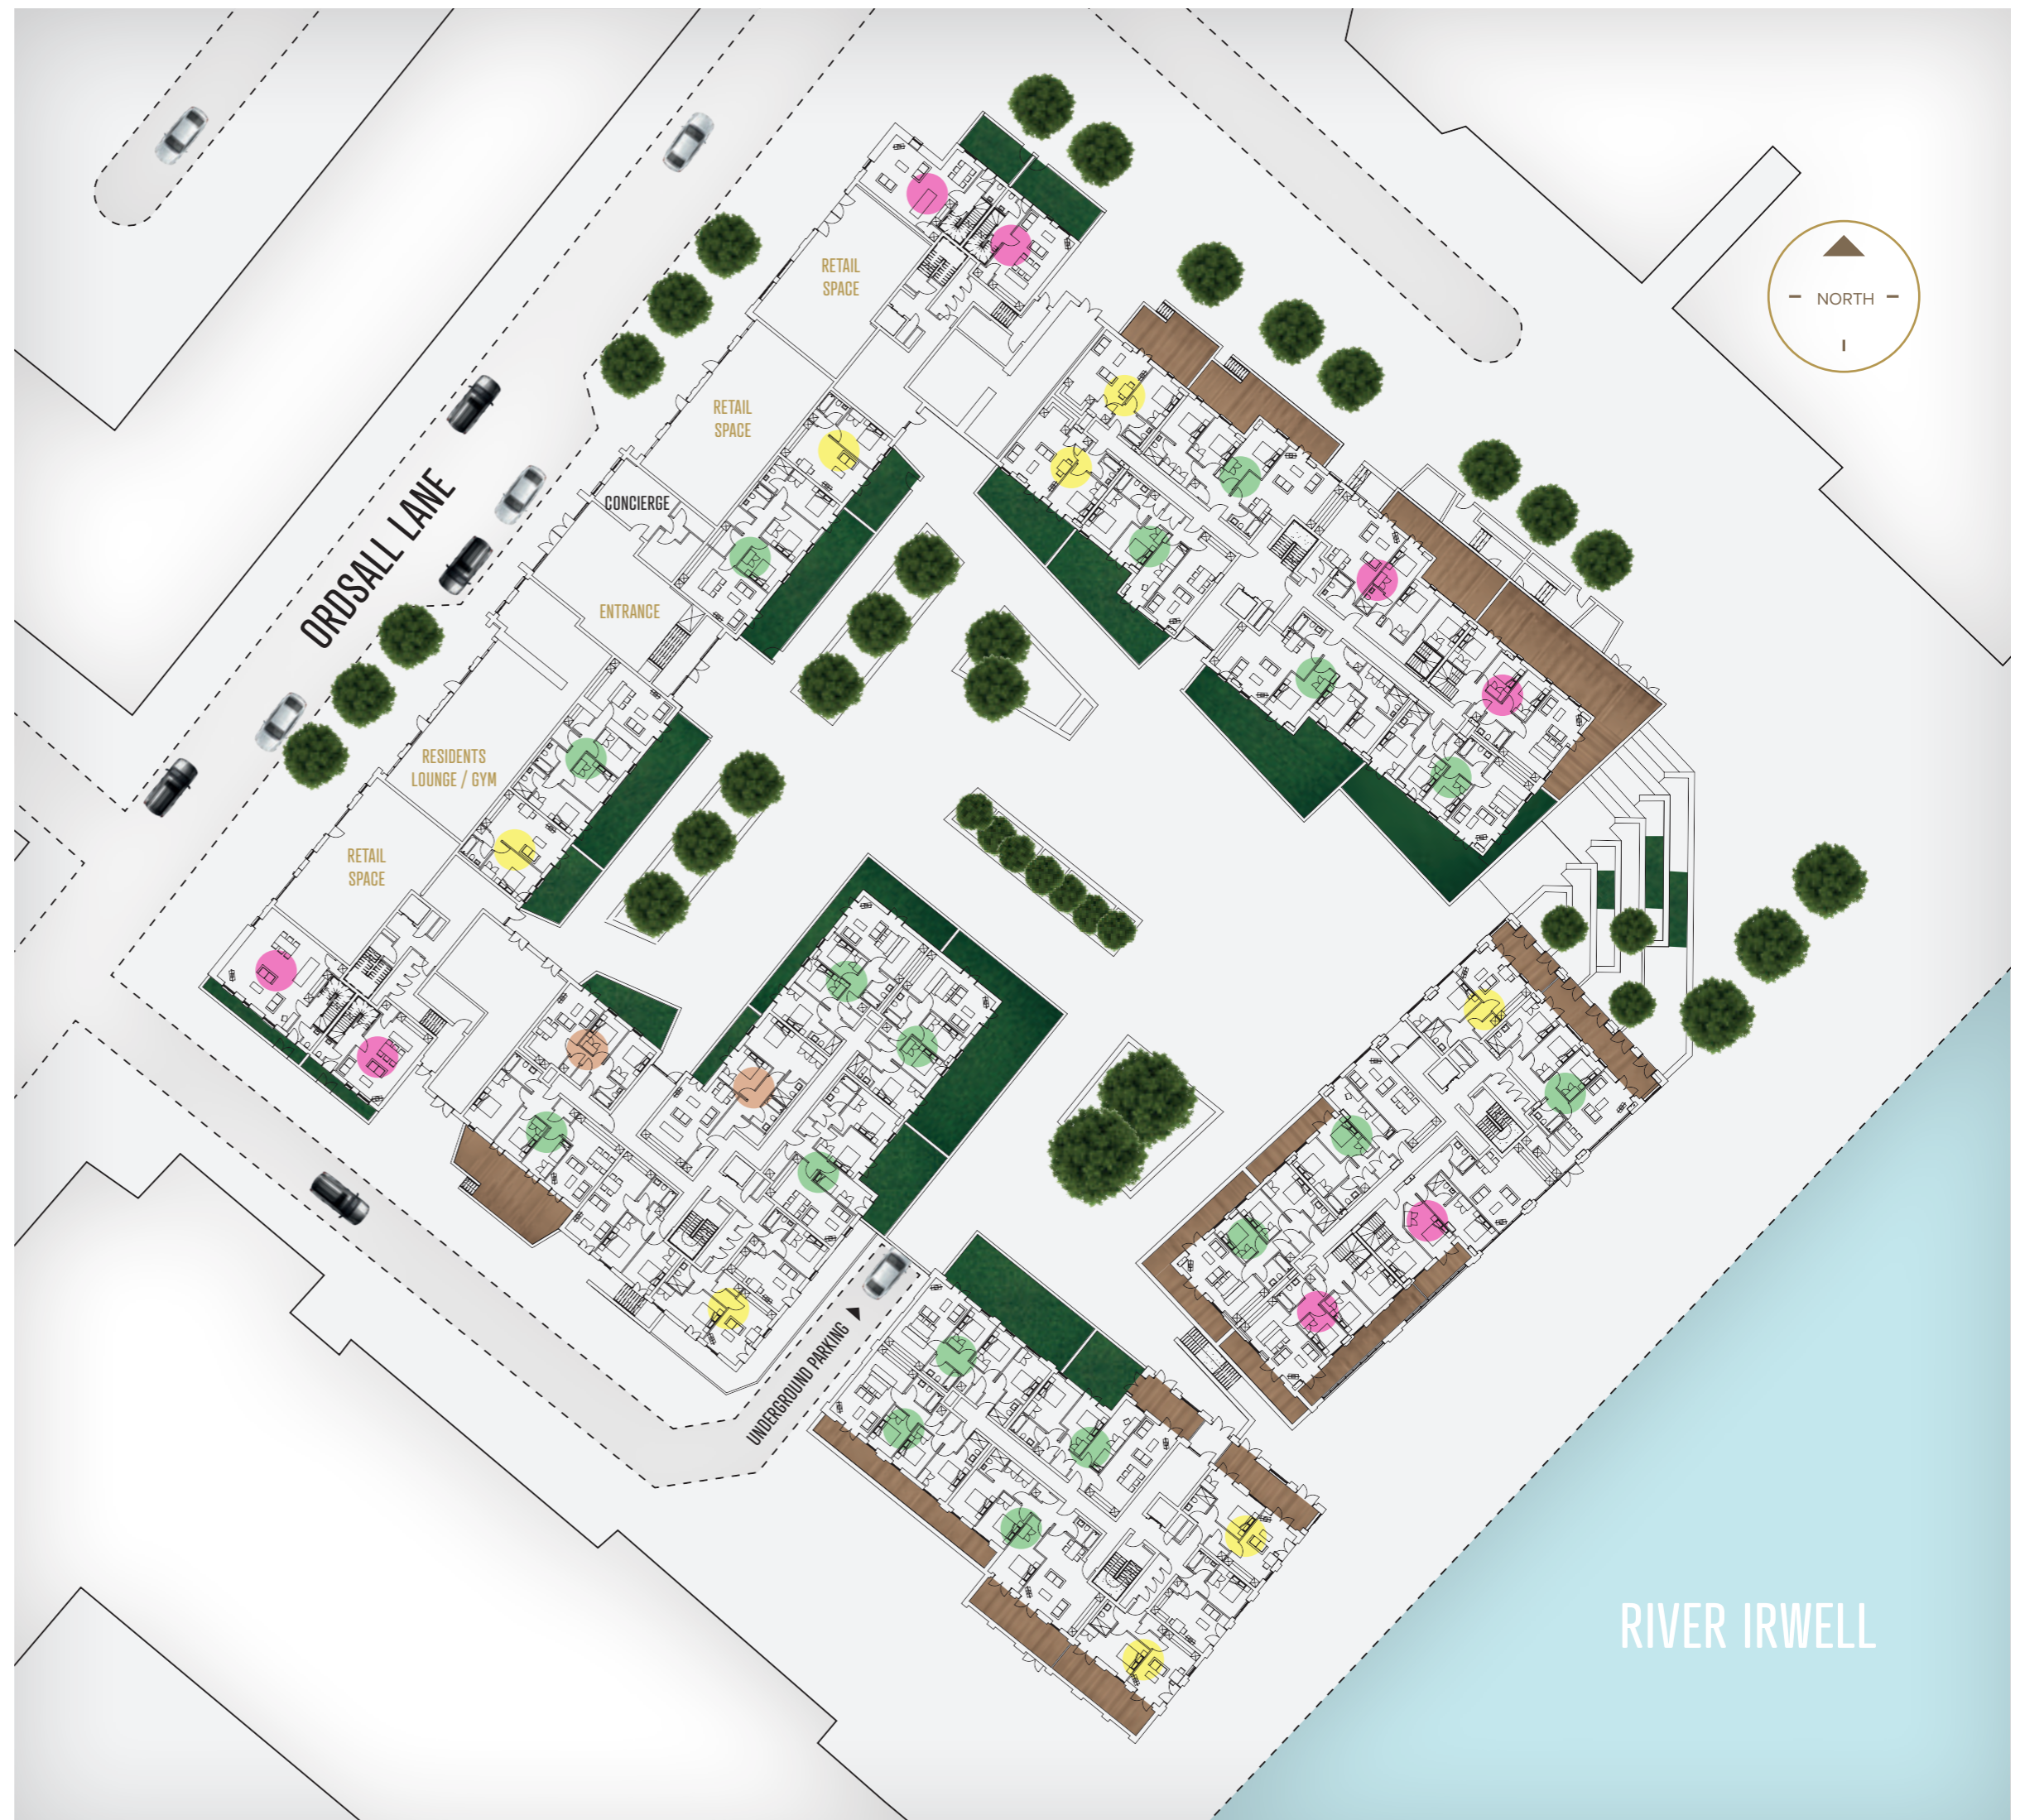 RETAIL
SPACE
NORTH
RETAIL
SPACE
CONCIERGE
ORDSALL LANE
ENTRANCE
RESIDENTS
LOUNGE / GYM
RETAIL
SPACE
UNDERGROUND PARKING
RIVER IRWELL